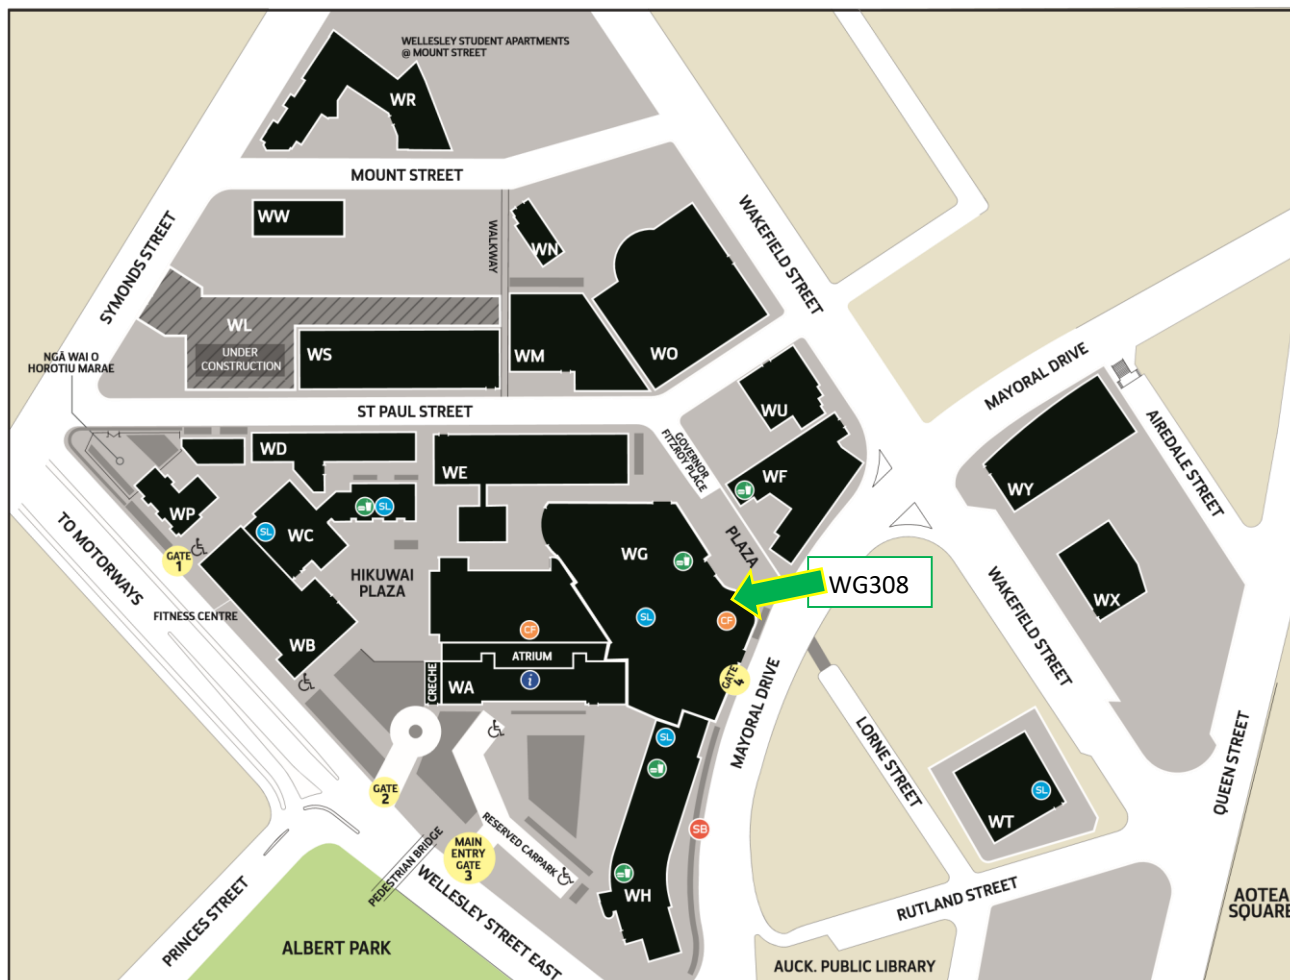 WELLESLEY STUDENT APARTMENTS
@ MOUNT STREET
WR
MOUNT STREET
WW
WALKWAY
WN
WAKEFIELD STREET
SYMONDS STREET
WL
UNDER
CONSTRUCTION
WS
WM
WO
NGĀ WAI O
HOROTIU MARAE
MAYORAL DRIVE
ST PAUL STREET
WU
AIREDALE STREET
WD
WE
GOVERNOR
FITZROY PLACE
WF
WY
WP
SL
SL
WC
WG
PLAZA
TO MOTORWAYS
GATE
1
HIKUWAI
PLAZA
WG308
WX
WAKEFIELD STREET
FITNESS CENTRE
WB
CF
SL
CF
ATRIUM
CRECHE
WA
i
GATE
4
MAYORAL DRIVE
SL
LORNE STREET
QUEEN STREET
GATE
2
SL
WT
SB
RESERVED CARPARK
MAIN
ENTRY
GATE
3
PEDESTRIAN BRIDGE
WH
RUTLAND STREET
AOTEA
SQUARE
PRINCES STREET
WELLESLEY STREET EAST
ALBERT PARK
AUCK. PUBLIC LIBRARY